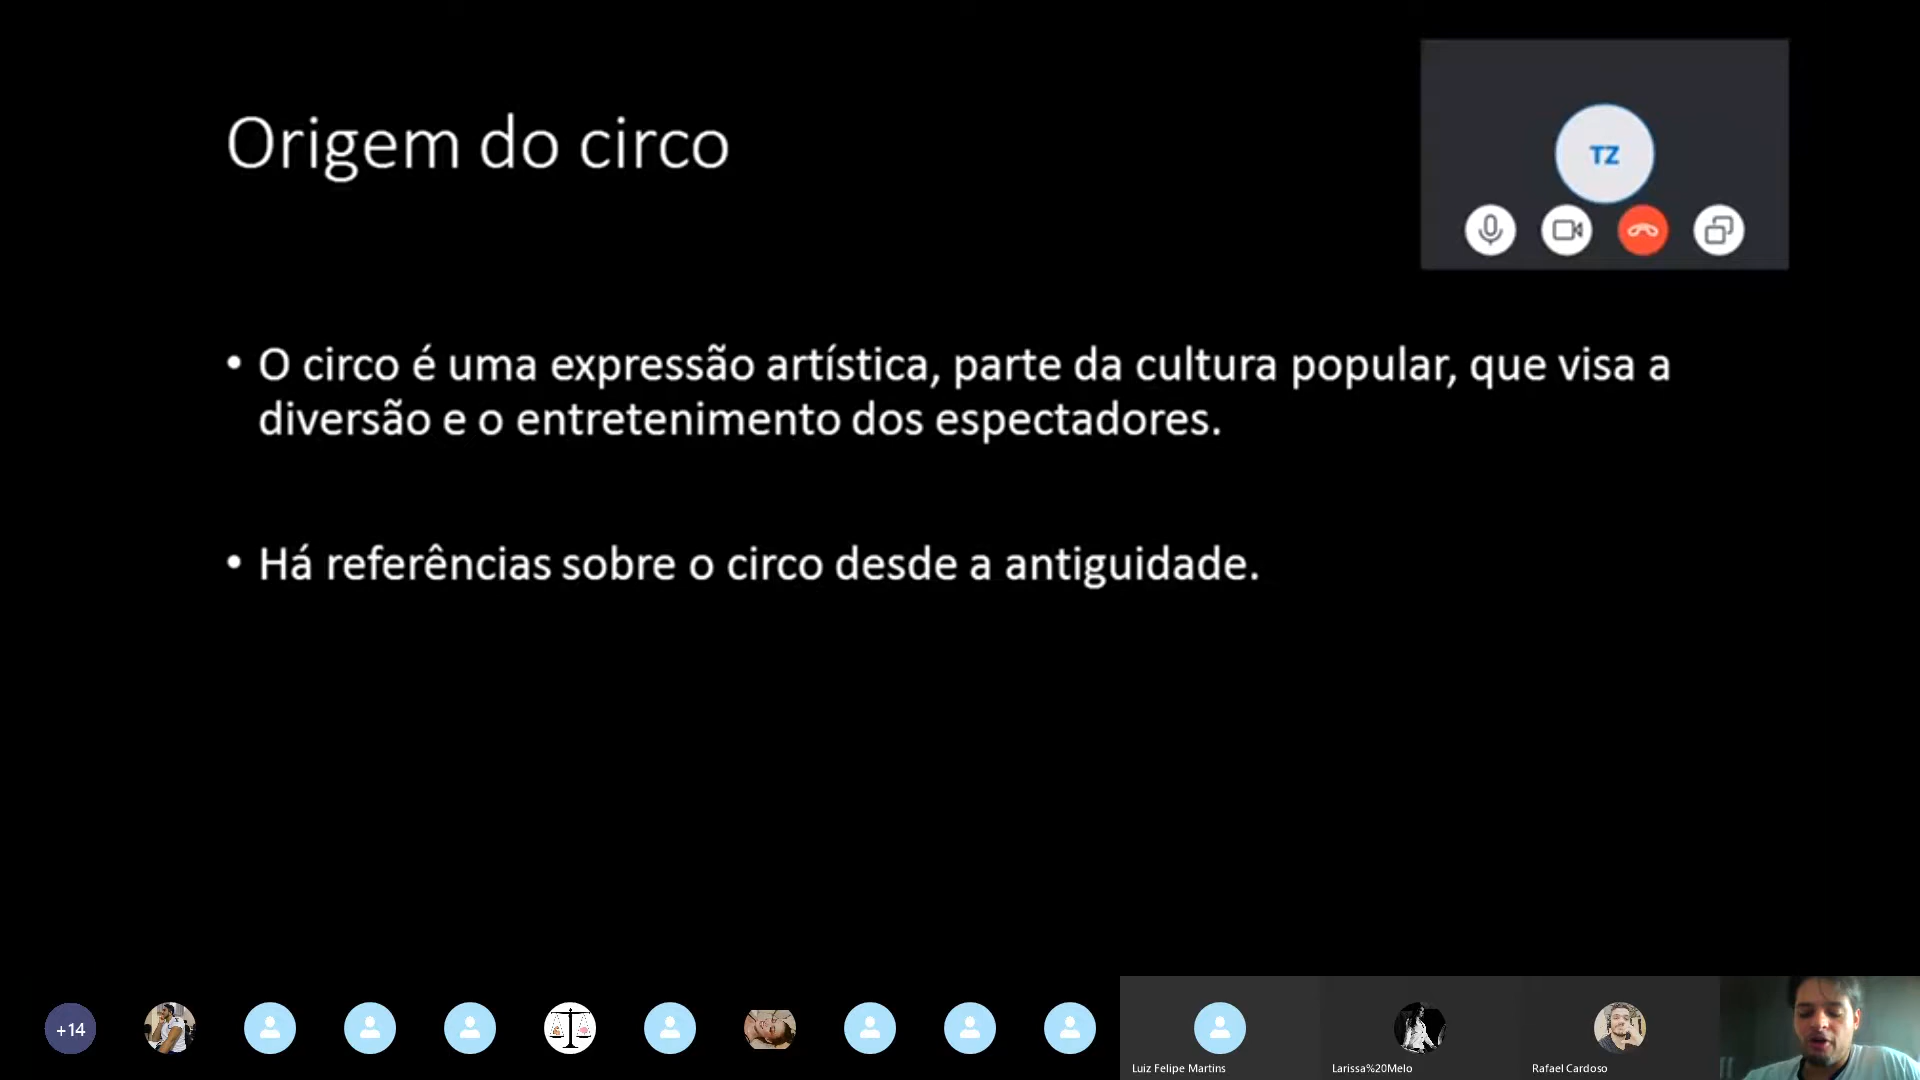 Origem do circo
TZ
• O circo é uma expressão artística, parte da cultura popular, que visa a
diversão e o entretenimento dos espectadores.
• Há referências sobre o circo desde a antiguidade.
+14
Luiz Felipe Martins
Larissa%20Melo
Rafael Cardoso